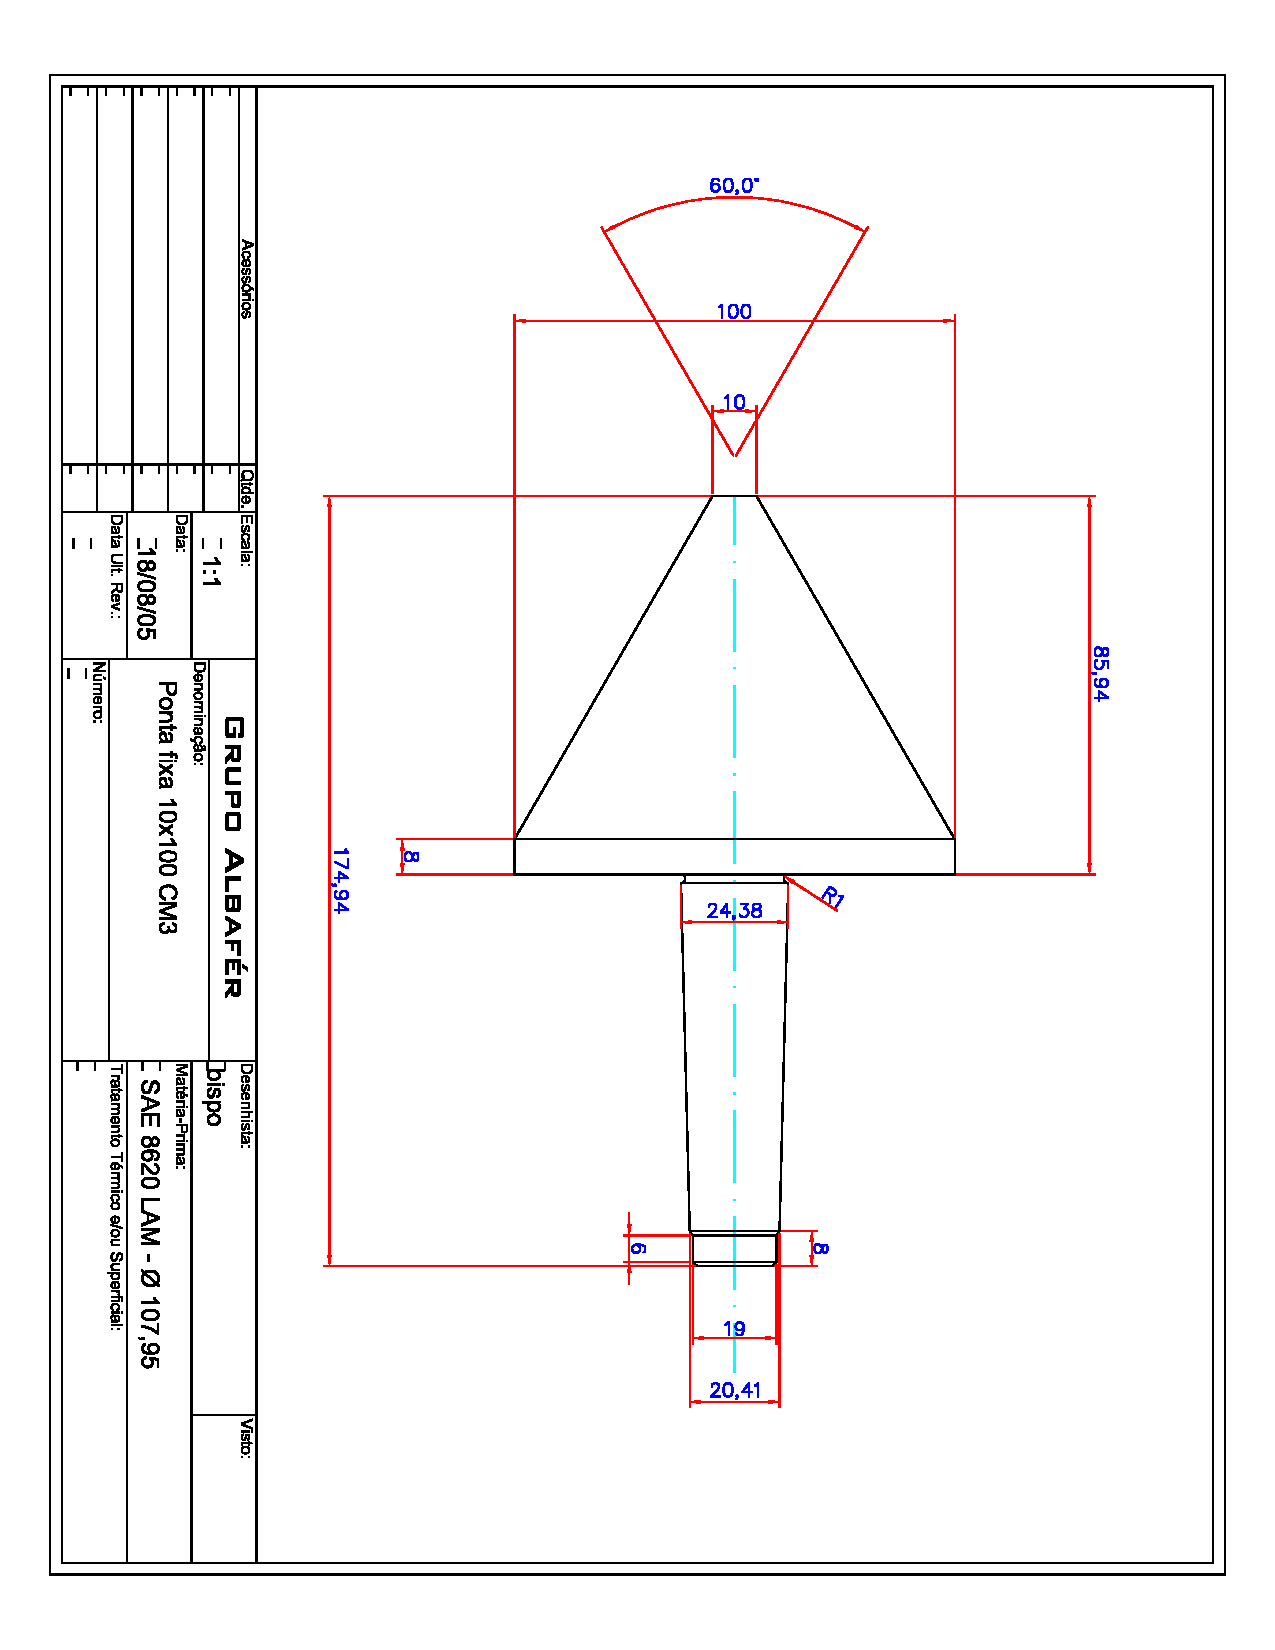 60,0°
100
10
85,94
174,94
8
R1
24,38
6
8
19
20,41
Acessórios
Qtde.
Escala:
1:1
Data:
18/08/05
Data Ult. Rev.:
GRUPO ALBAFÉR
Denominação:
Ponta fixa 10x100 CM3
Número:
Desenhista:
bispo
Matéria-Prima:
SAE 8620 LAM - Ø 107,95
Tratamento Térmico e/ou Superficial:
Visto: